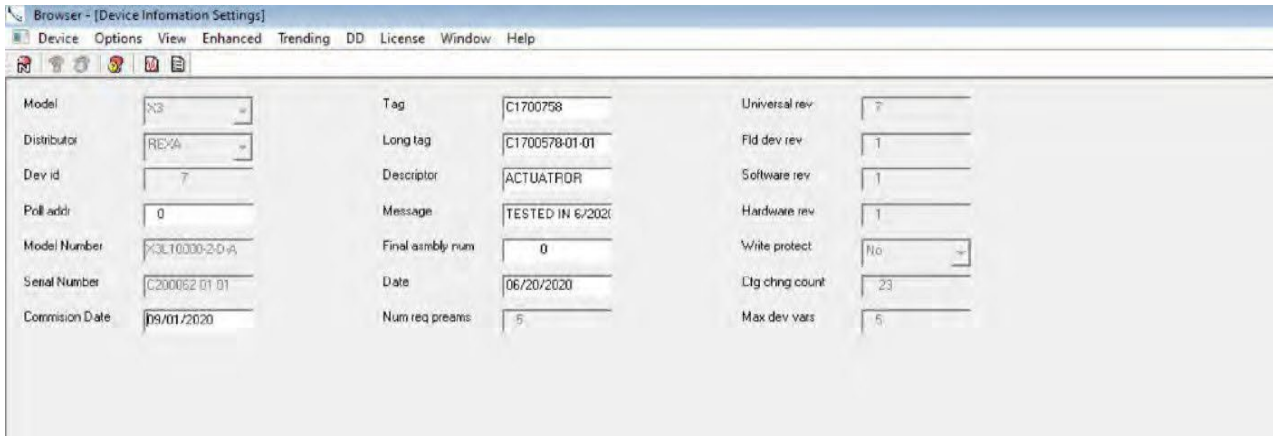 Browser - [Device Infomation Settings]
Device Options View Enhanced Trending DD License Window Help
Model X3 Tag C1700758 Universal rev 7
Distributor REXA Long tag C1700578-01-01 Fld dev rev 1
Dev id 7 Descriptor ACTUATROR Software rev 1
Poll addr 0 Message TESTED IN 6/202 Hardware rev 1
Model Number X3L10000-2-D-A Final asmbly num 0 Write protect No
Serial Number C200062 01 01 Date 06/20/2020 Cfg chng count 23
Commision Date 09/01/2020 Num req preams 5 Max dev vars 5